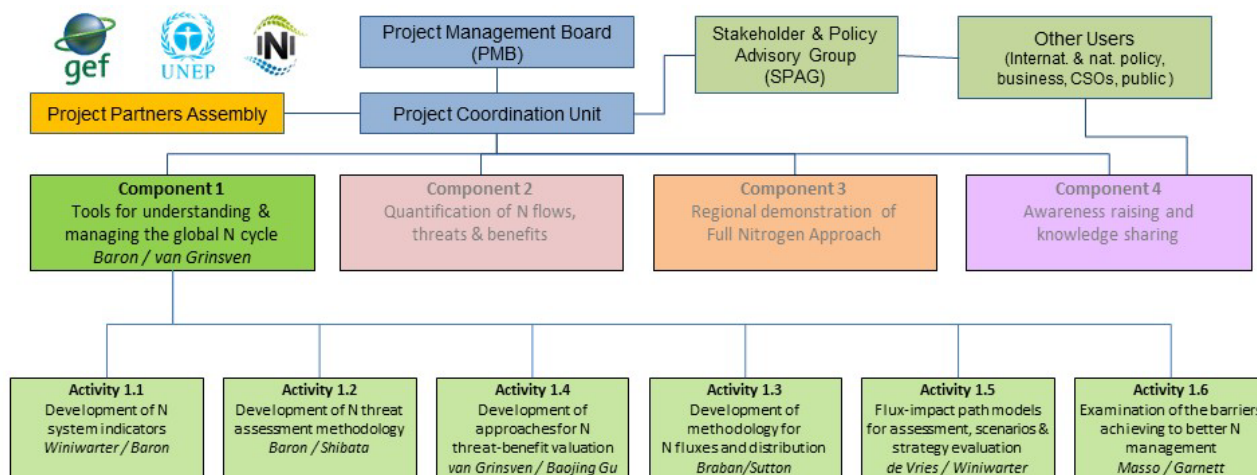 gef
UNEP
INI
Project Management Board
(PMB)
Stakeholder & Policy
Advisory Group
(SPAG)
Other Users
(Internat. & nat. policy,
business, CSOs, public )
Project Partners Assembly
Project Coordination Unit
Component 1
Tools for understanding &
managing the global N cycle
Baron / van Grinsven
Component 2
Quantification of N flows,
threats & benefits
Component 3
Regional demonstration of
Full Nitrogen Approach
Component 4
Awareness raising and
knowledge sharing
Activity 1.1
Development of N
system indicators
Winiwarter / Baron
Activity 1.2
Development of N threat
assessment methodology
Baron / Shibata
Activity 1.4
Development of
approaches for N
threat-benefit valuation
van Grinsven / Baojing Gu
Activity 1.3
Development of
methodology for
N fluxes and distribution
Braban/Sutton
Activity 1.5
Flux-impact path models
for assessment, scenarios &
strategy evaluation
de Vries / Winiwarter
Activity 1.6
Examination of the barriers
achieving to better N
management
Masso / Garnett